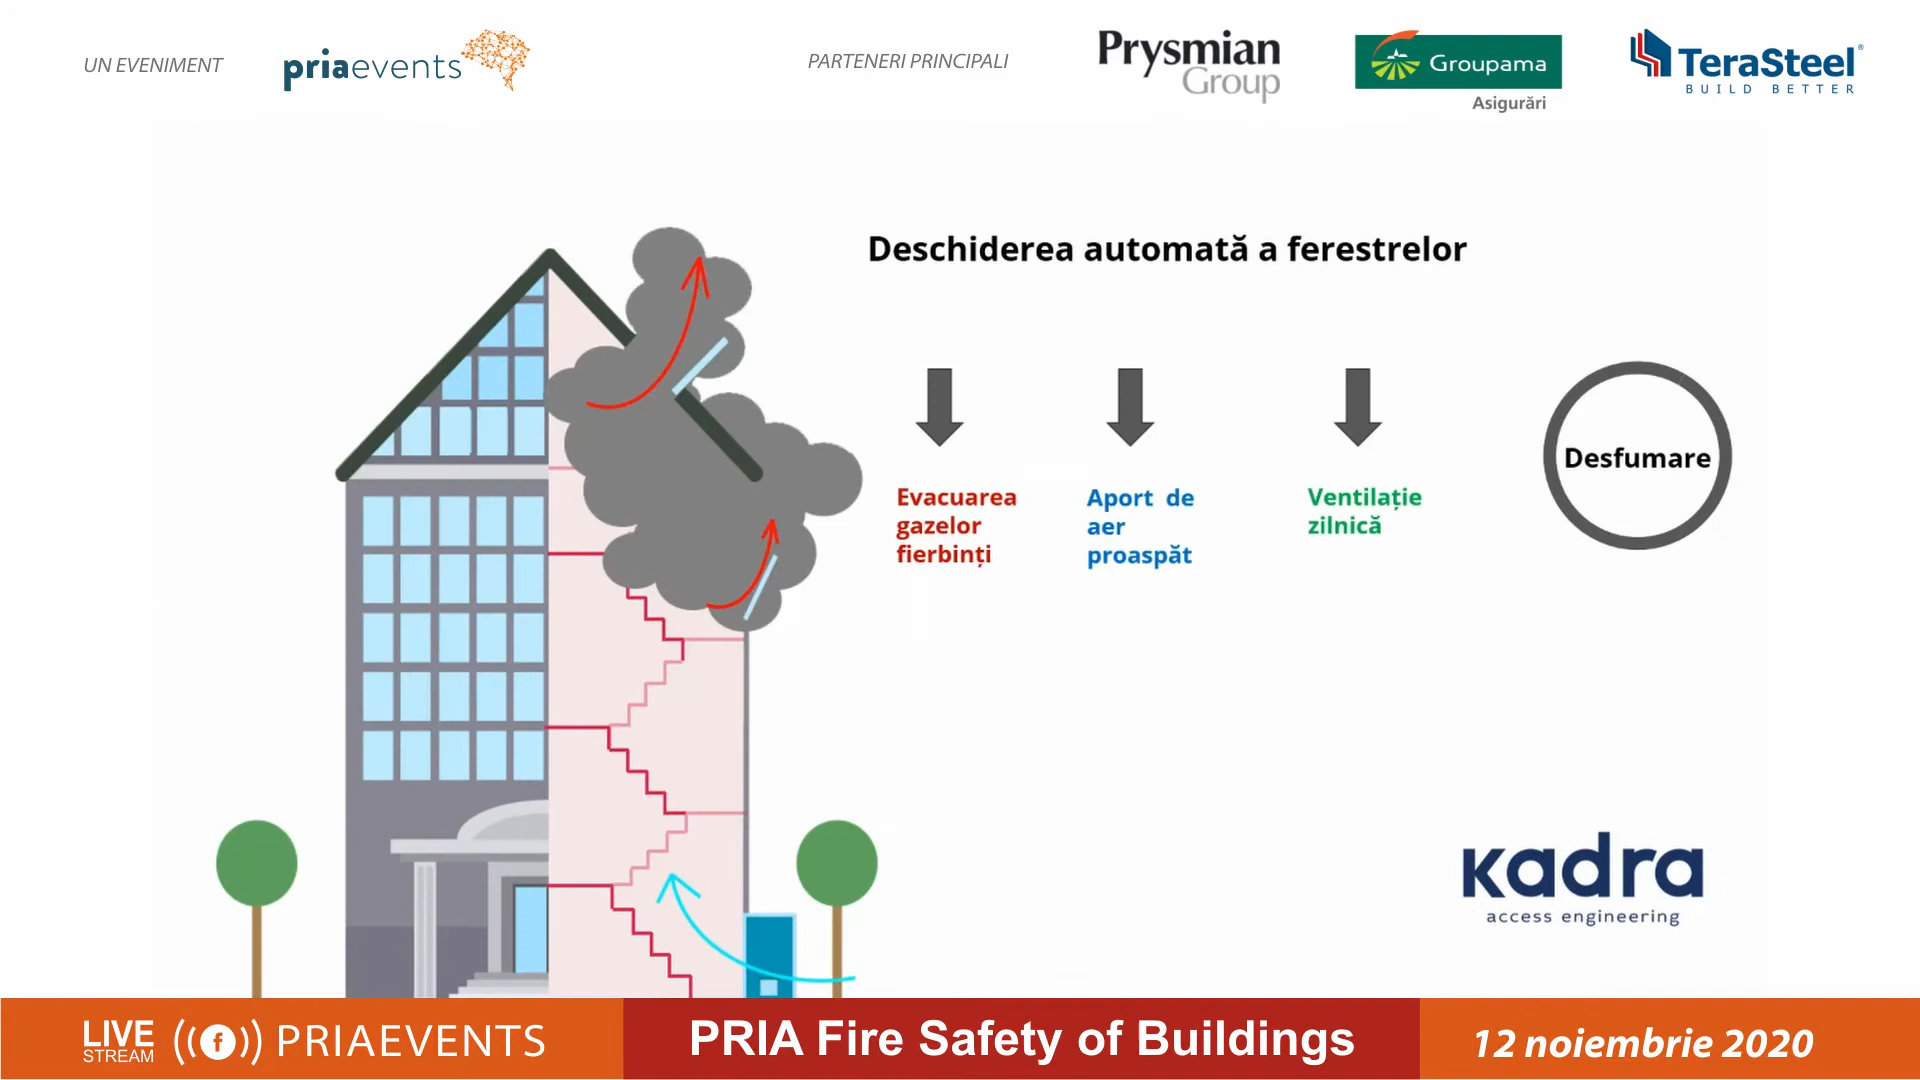 UN EVENIMENT
priaevents
PARTENERI PRINCIPALI
Prysmian
Group
Groupama
Asigurări
TeraSteel®
BUILD BETTER
Deschiderea automată a ferestrelor
Evacuarea
gazelor
fierbinți
Aport de
aer
proaspăt
Ventilație
zilnică
Desfumare
kadra
access engineering
LIVE
STREAM
f
PRIAEVENTS
PRIA Fire Safety of Buildings
12 noiembrie 2020